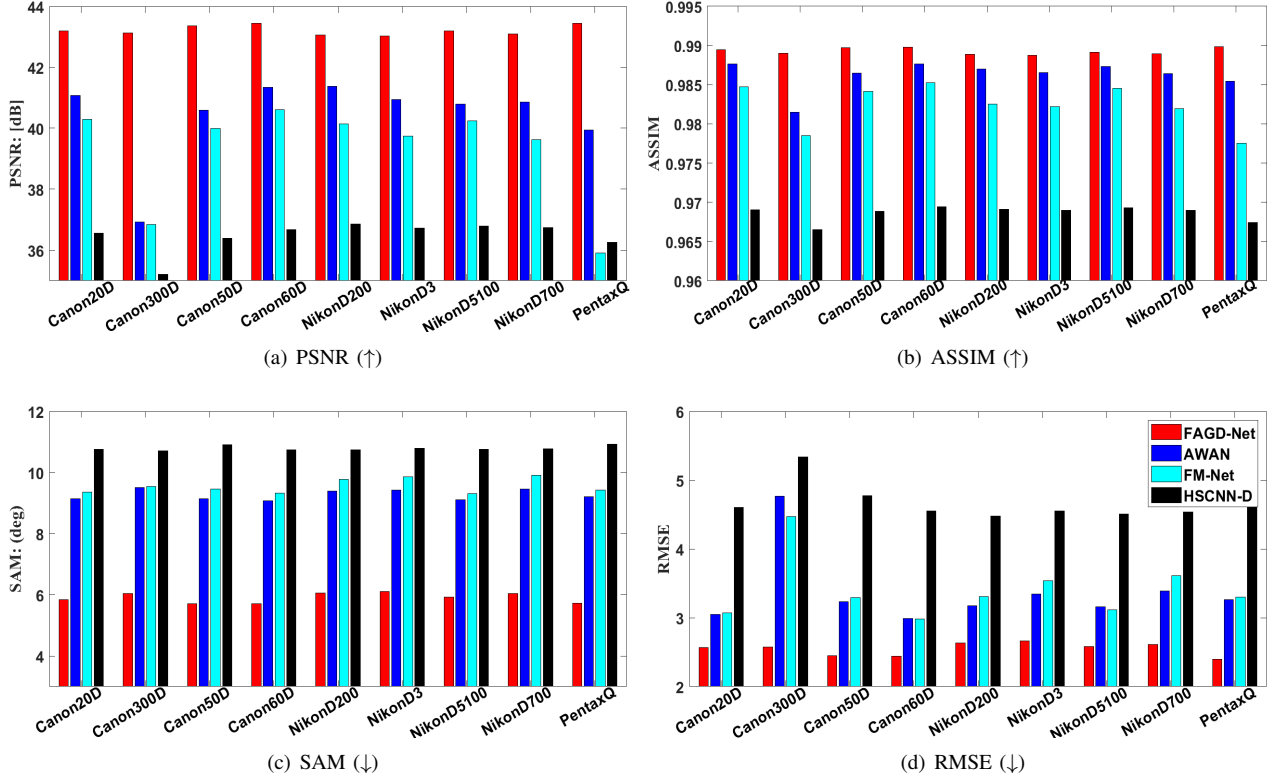 44
42
40
38
36
PSNR: [dB]
Canon20D
Canon300D
Canon50D
Canon60D
NikonD200
NikonD3
NikonD5100
NikonD700
PentaxQ
(a) PSNR (↑)
0.995
0.99
0.985
0.98
0.975
0.97
0.965
0.96
ASSIM
Canon20D
Canon300D
Canon50D
Canon60D
NikonD200
NikonD3
NikonD5100
NikonD700
PentaxQ
(b) ASSIM (↑)
12
10
8
6
4
SAM: (deg)
Canon20D
Canon300D
Canon50D
Canon60D
NikonD200
NikonD3
NikonD5100
NikonD700
PentaxQ
(c) SAM (↓)
6
5
4
3
2
RMSE
FAGD-Net
AWAN
FM-Net
HSCNN-D
Canon20D
Canon300D
Canon50D
Canon60D
NikonD200
NikonD3
NikonD5100
NikonD700
PentaxQ
(d) RMSE (↓)